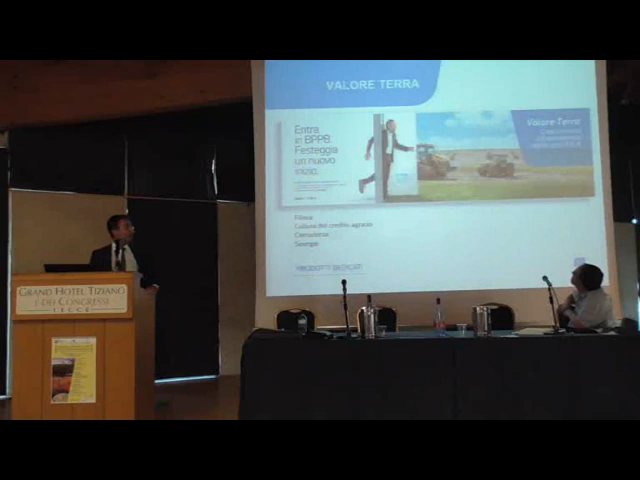 VALORE TERRA
Entra
in BPPB.
Festeggia
un nuovo
inizio.
Valore Terra
Filiera
Cultura del credito agrario
Consulenza
Sinergie
PRODOTTI DEDICATI
GRAND HOTEL TIZIANO
E DEI CONGRESSI
LECCE